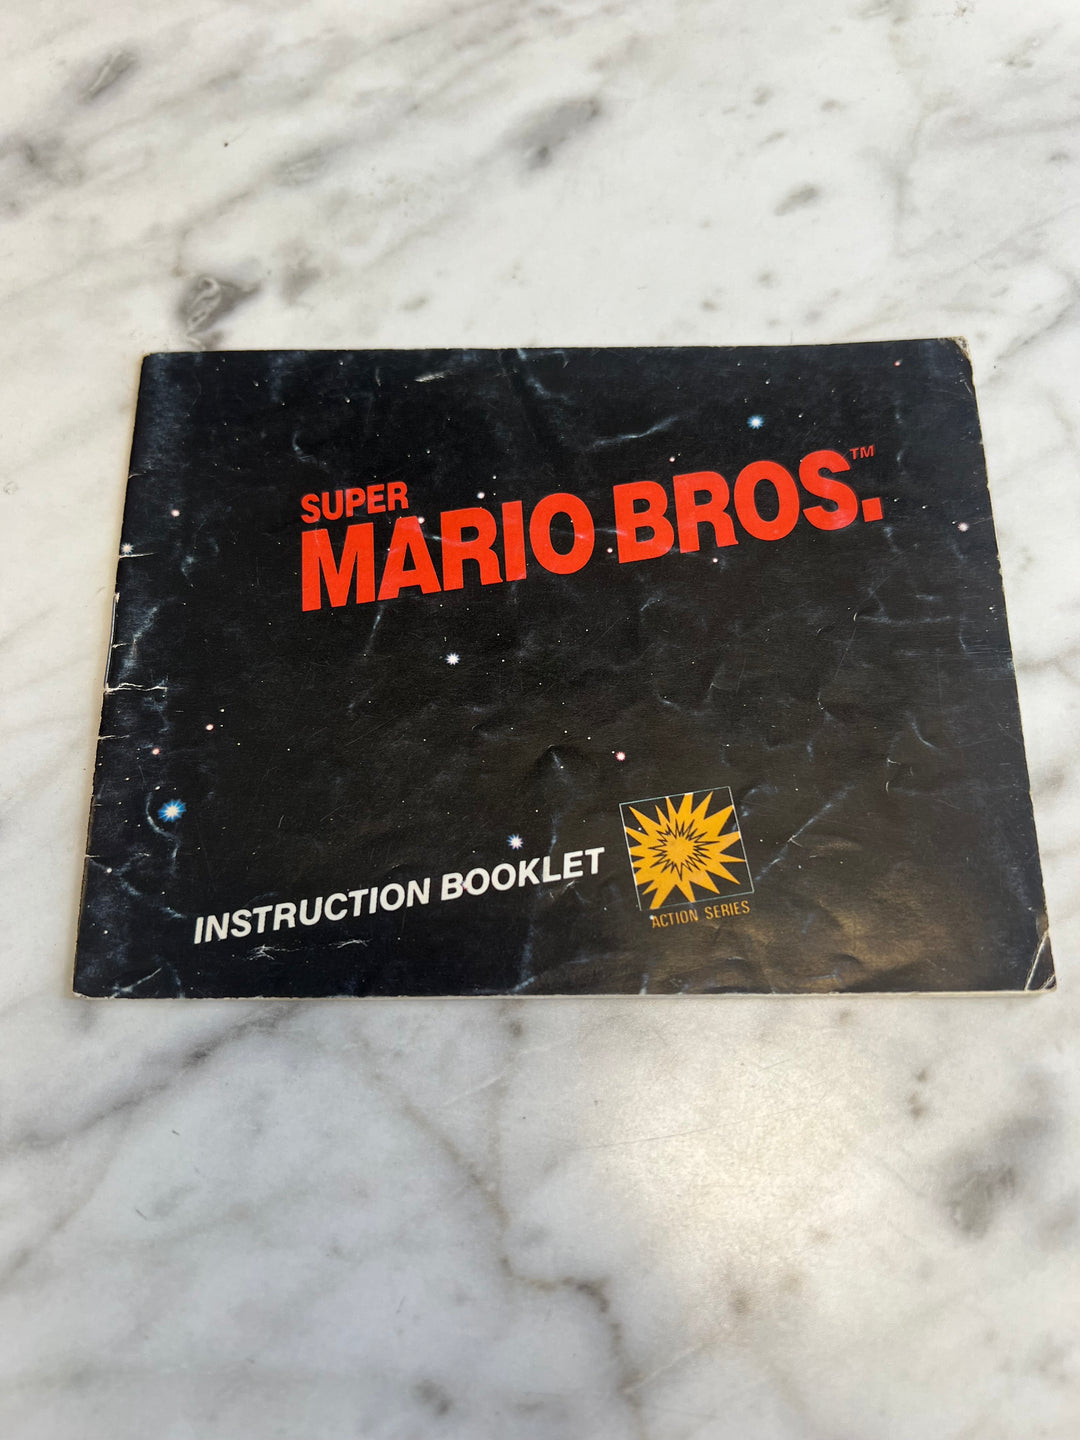 SUPER
MARIO BROS.™
INSTRUCTION BOOKLET
ACTION SERIES